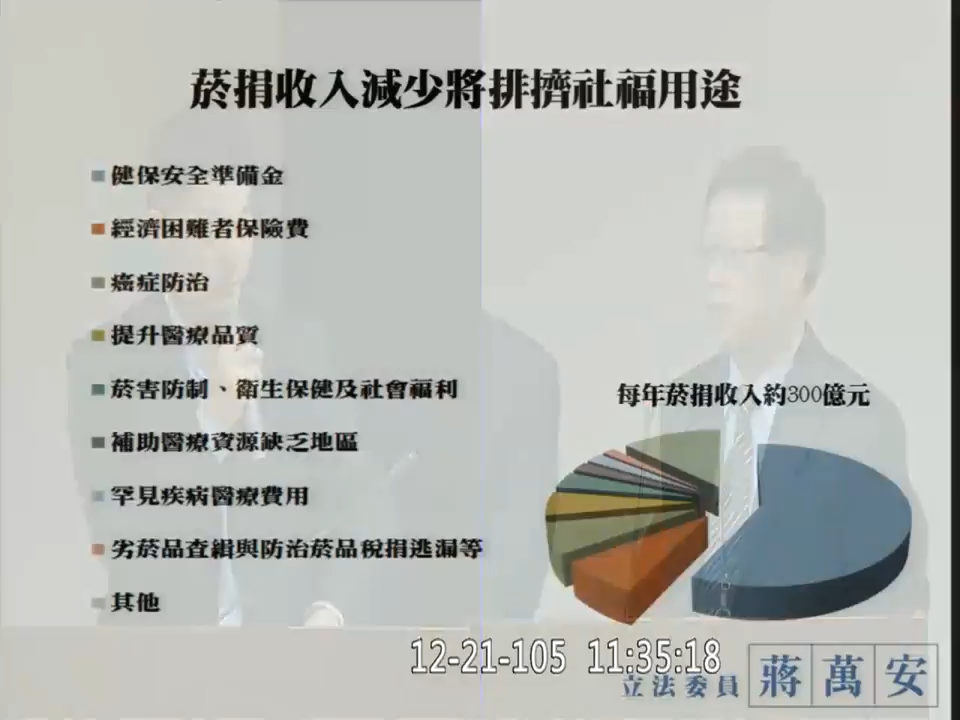 菸捐收入減少將排擠社福用途
健保安全準備金
經濟困難者保險費
癌症防治
提升醫療品質
菸害防制、衛生保健及社會福利
補助醫療資源缺乏地區
罕見疾病醫療費用
劣菸品查緝與防治菸品稅捐逃漏等
其他
每年菸捐收入約300億元
12-21-105 11:35:18
立法委員 蔣萬安